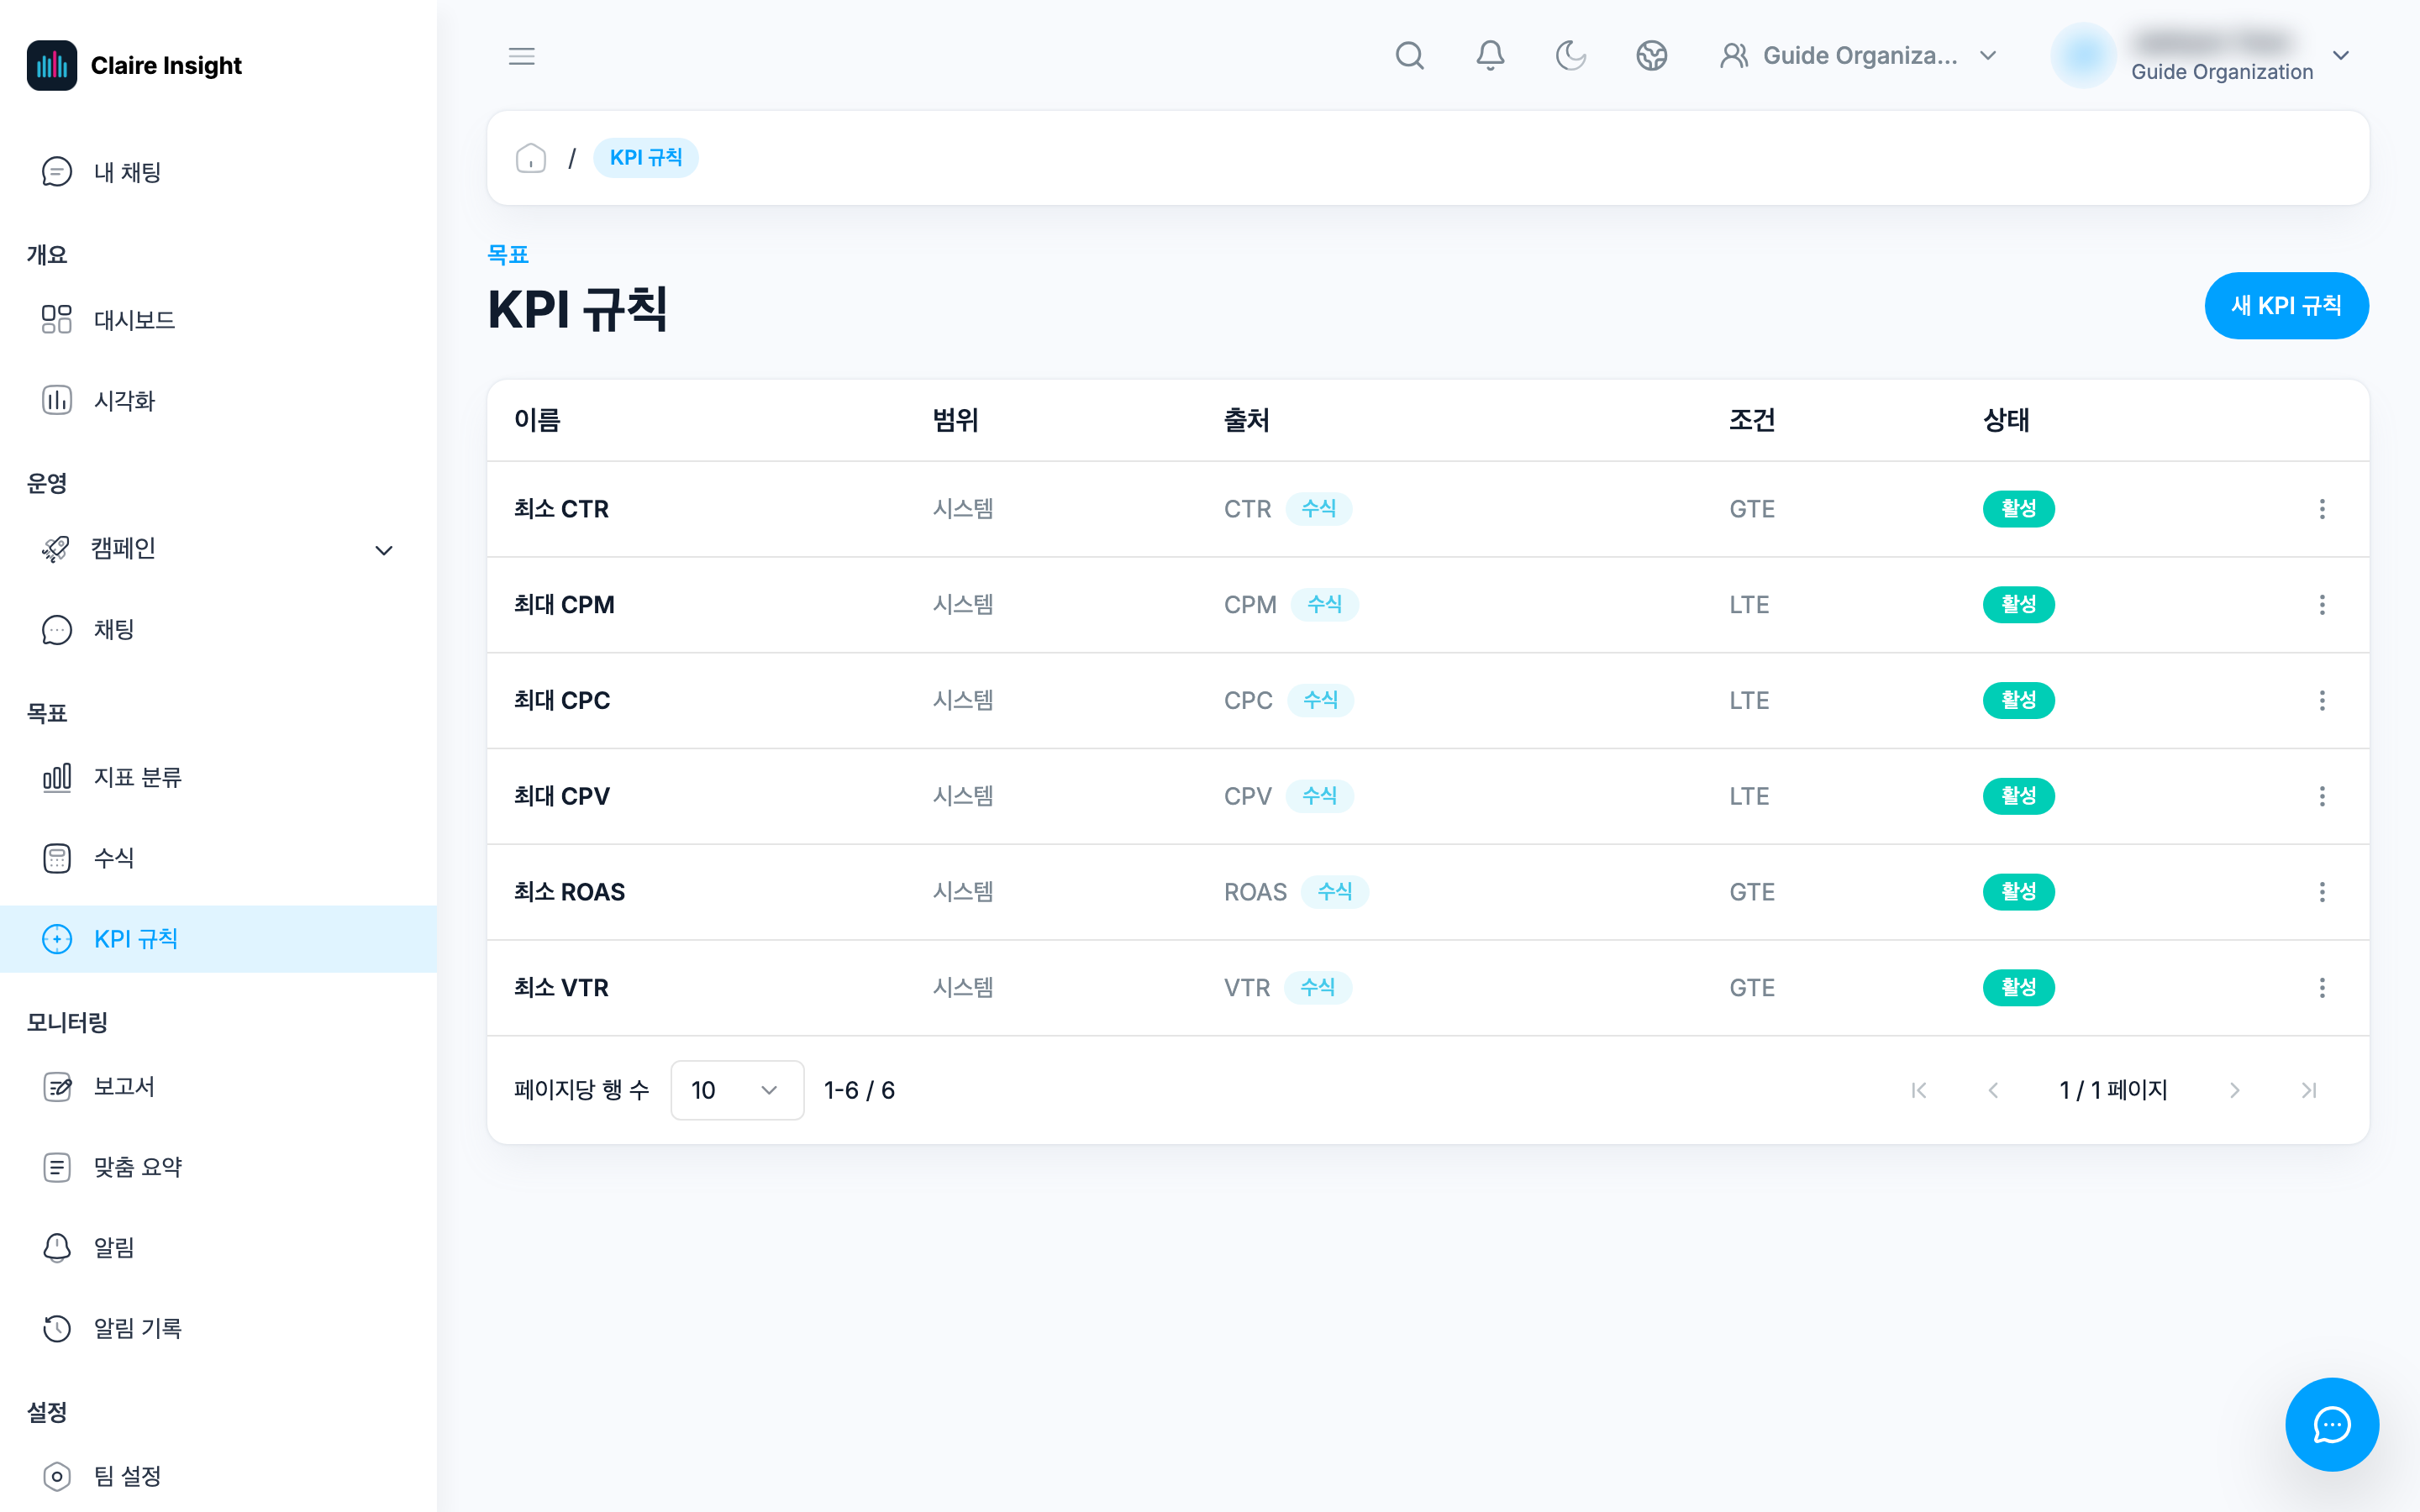 Claire Insight
내 채팅
개요
대시보드
시각화
운영
캠페인
채팅
목표
지표 분류
수식
KPI 규칙
모니터링
보고서
맞춤 요약
알림
알림 기록
설정
팀 설정
Guide Organiza...
Guide Organization
/ KPI 규칙
목표
KPI 규칙
새 KPI 규칙
이름 범위 출처 조건 상태
최소 CTR 시스템 CTR 수식 GTE 활성
최대 CPM 시스템 CPM 수식 LTE 활성
최대 CPC 시스템 CPC 수식 LTE 활성
최대 CPV 시스템 CPV 수식 LTE 활성
최소 ROAS 시스템 ROAS 수식 GTE 활성
최소 VTR 시스템 VTR 수식 GTE 활성
페이지당 행 수 10 1-6 / 6 1 / 1 페이지